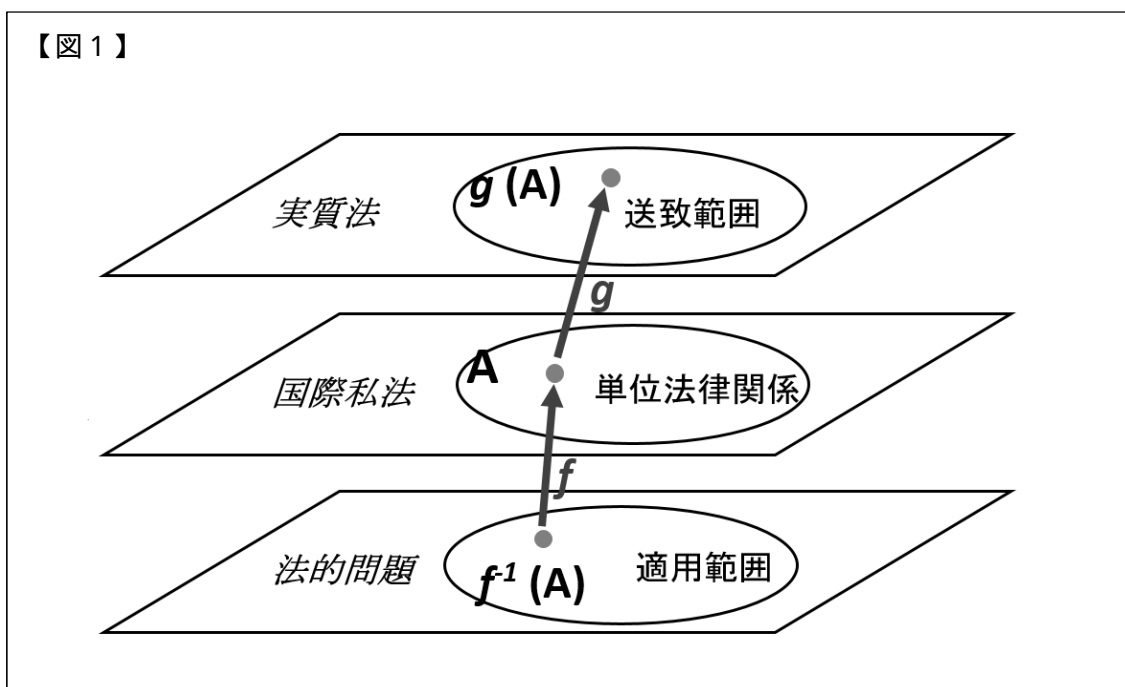 【図1】
g (A)
実質法
送致範囲
g
A
国際私法
単位法律関係
f
法的問題
適用範囲
f-1 (A)